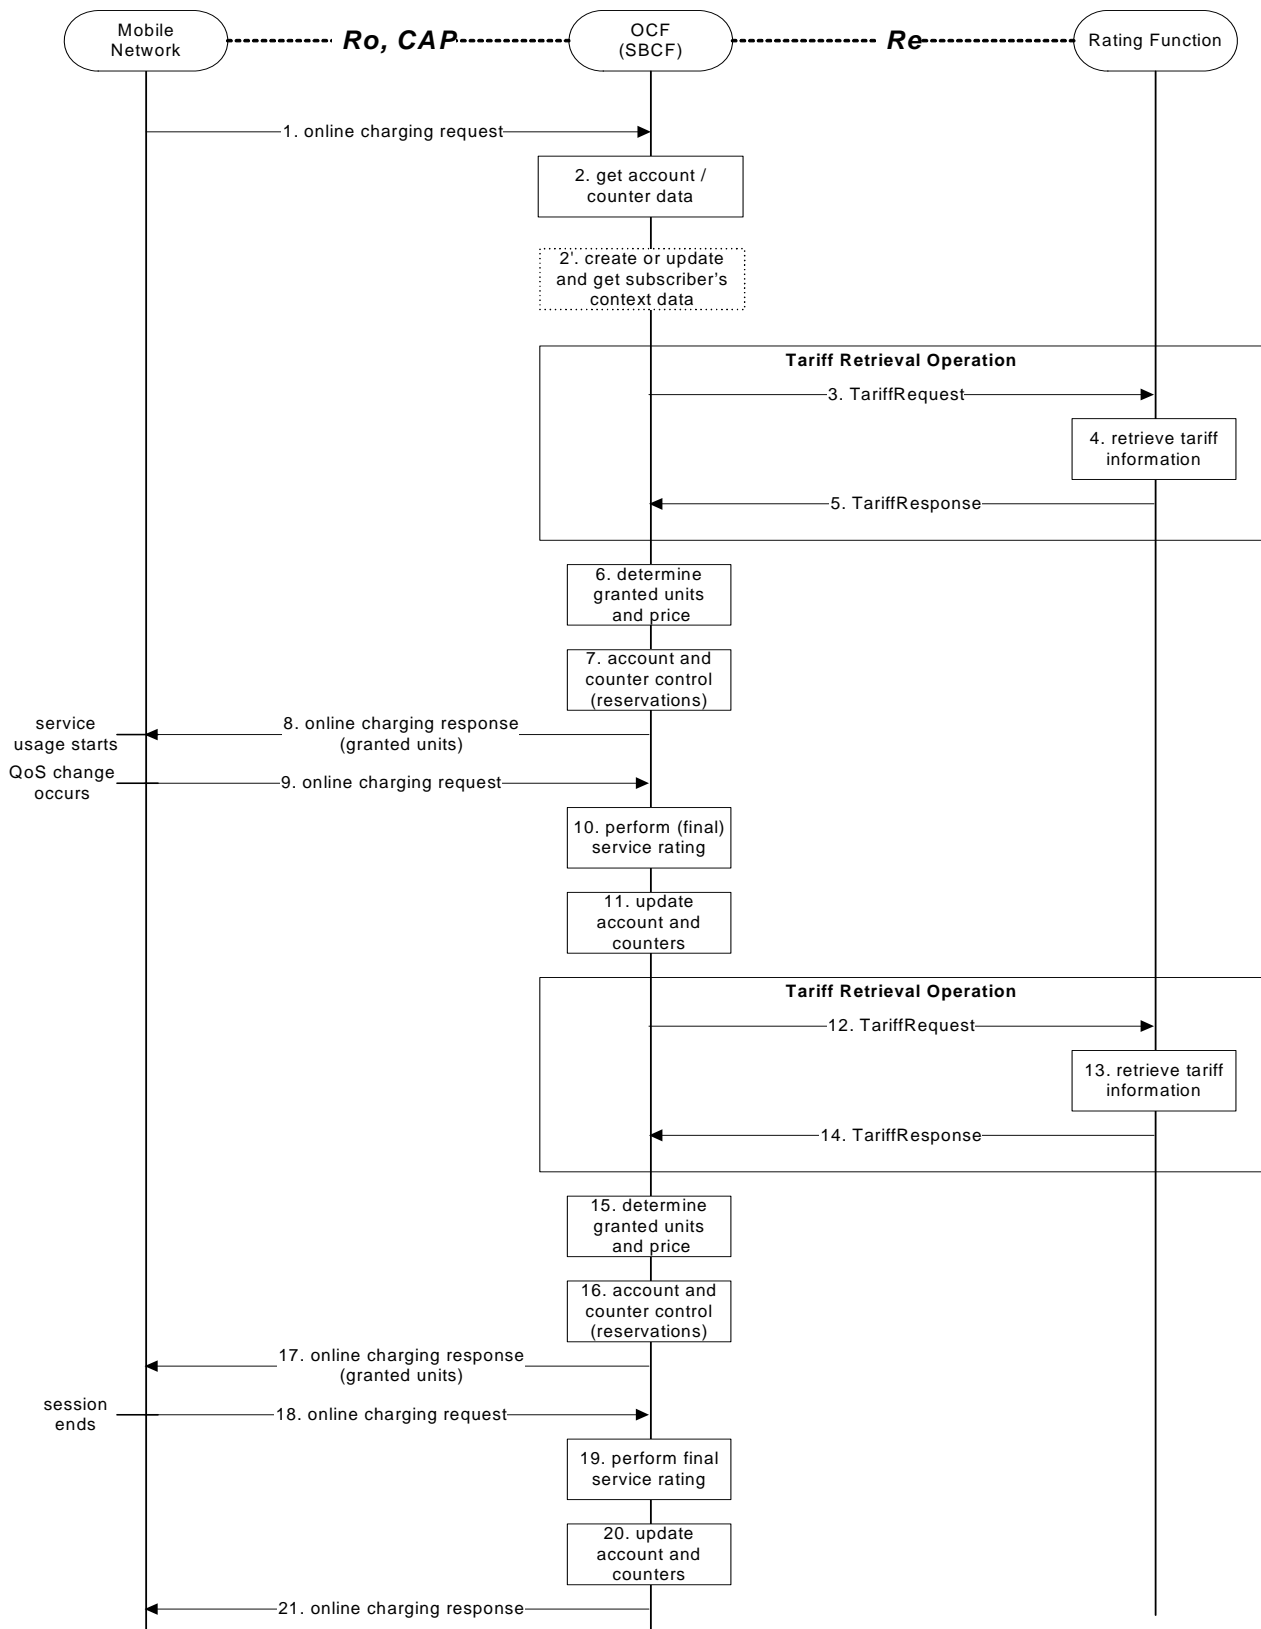 Mobile
Network
Ro, CAP
OCF
(SBCF)
Re
Rating Function
1. online charging request
2. get account /
counter data
2'. create or update
and get subscriber's
context data
Tariff Retrieval Operation
3. TariffRequest
4. retrieve tariff
information
5. TariffResponse
6. determine
granted units
and price
7. account and
counter control
(reservations)
service
usage starts
8. online charging response
(granted units)
QoS change
occurs
9. online charging request
10. perform (final)
service rating
11. update
account and
counters
Tariff Retrieval Operation
12. TariffRequest
13. retrieve tariff
information
14. TariffResponse
15. determine
granted units
and price
16. account and
counter control
(reservations)
17. online charging response
(granted units)
session
ends
18. online charging request
19. perform final
service rating
20. update
account and
counters
21. online charging response